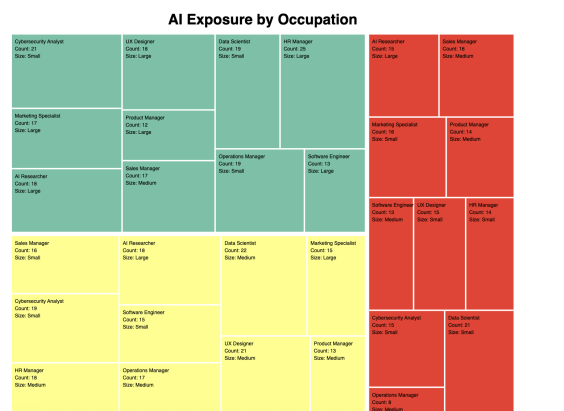 AI Exposure by Occupation
Cybersecurity Analyst
Count: 21
Size: Small
UX Designer
Count: 18
Size: Large
Data Scientist
Count: 19
Size: Small
HR Manager
Count: 25
Size: Large
Marketing Specialist
Count: 17
Size: Large
Product Manager
Count: 12
Size: Large
AI Researcher
Count: 18
Size: Large
Sales Manager
Count: 17
Size: Medium
Operations Manager
Count: 19
Size: Small
Software Engineer
Count: 13
Size: Large
AI Researcher
Count: 15
Size: Large
Sales Manager
Count: 16
Size: Medium
Marketing Specialist
Count: 16
Size: Small
Product Manager
Count: 14
Size: Medium
Software Engineer
Count: 13
Size: Medium
UX Designer
Count: 15
Size: Small
HR Manager
Count: 14
Size: Small
Cybersecurity Analyst
Count: 15
Size: Small
Data Scientist
Count: 21
Size: Small
Operations Manager
Count: 8
Size: Medium
Sales Manager
Count: 16
Size: Small
AI Researcher
Count: 18
Size: Large
Data Scientist
Count: 22
Size: Medium
Marketing Specialist
Count: 15
Size: Large
Cybersecurity Analyst
Count: 19
Size: Small
Software Engineer
Count: 15
Size: Small
UX Designer
Count: 21
Size: Medium
Product Manager
Count: 13
Size: Medium
HR Manager
Count: 18
Size: Medium
Operations Manager
Count: 17
Size: Medium